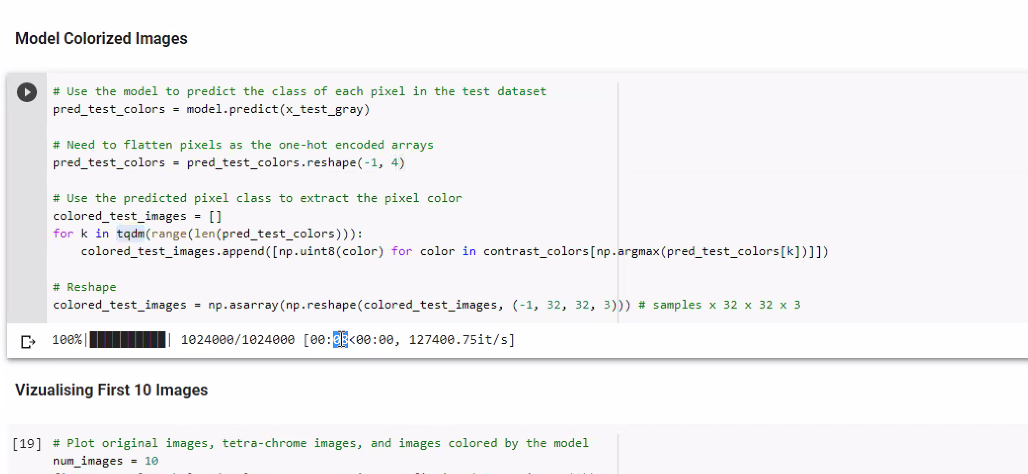 Model Colorized Images
# Use the model to predict the class of each pixel in the test dataset
pred_test_colors = model.predict(x_test_gray)
# Need to flatten pixels as the one-hot encoded arrays
pred_test_colors = pred_test_colors.reshape(-1, 4)
# Use the predicted pixel class to extract the pixel color
colored_test_images = []
for k in tqdm(range(len(pred_test_colors))):
colored_test_images.append([np.uint8(color) for color in contrast_colors[np.argmax(pred_test_colors[k])]])
# Reshape
colored_test_images = np.asarray(np.reshape(colored_test_images, (-1, 32, 32, 3))) # samples x 32 x 32 x 3
100%| | 1024000/1024000 [00: <00:00, 127400.75it/s]
Vizualising First 10 Images
[19] # Plot original images, tetra-chrome images, and images colored by the model
num_images = 10